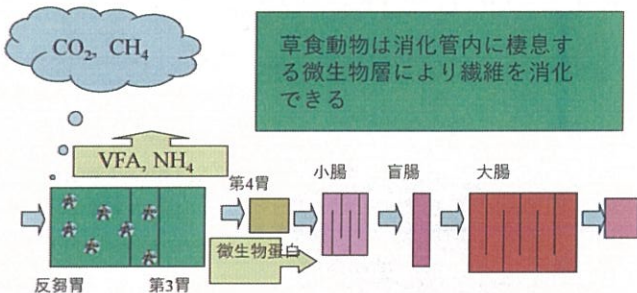 CO₂, CH₄
草食動物は消化管内に棲息す
る微生物層により繊維を消化
できる
VFA, NH₄
第4胃
小腸
盲腸
大腸
微生物蛋白
反芻胃
第3胃